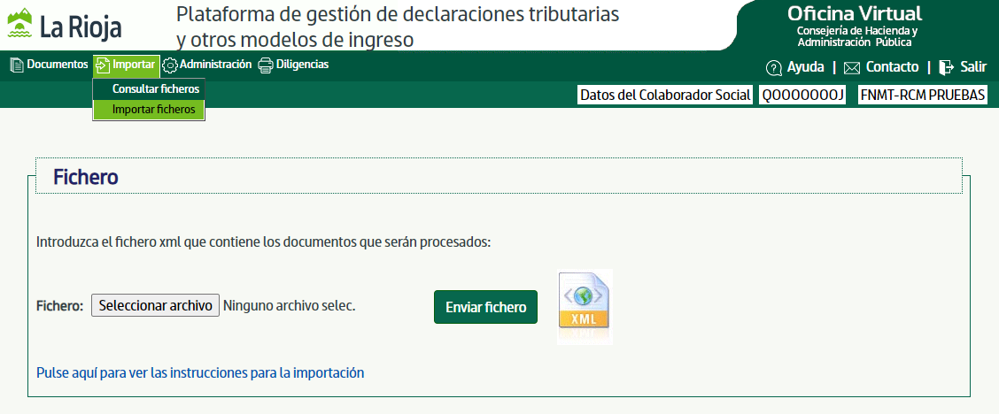 La Rioja
Plataforma de gestión de declaraciones tributarias
y otros modelos de ingreso
Oficina Virtual
Consejería de Hacienda y
Administración Pública
Documentos Importar Administración Diligencias
Ayuda | Contacto | Salir
Consultar ficheros
Importar ficheros
Datos del Colaborador Social Q0000000J FNMT-RCM PRUEBAS
Fichero
Introduzca el fichero xml que contiene los documentos que serán procesados:
Fichero: Seleccionar archivo Ninguno archivo selec. Enviar fichero
XML
Pulse aquí para ver las instrucciones para la importación